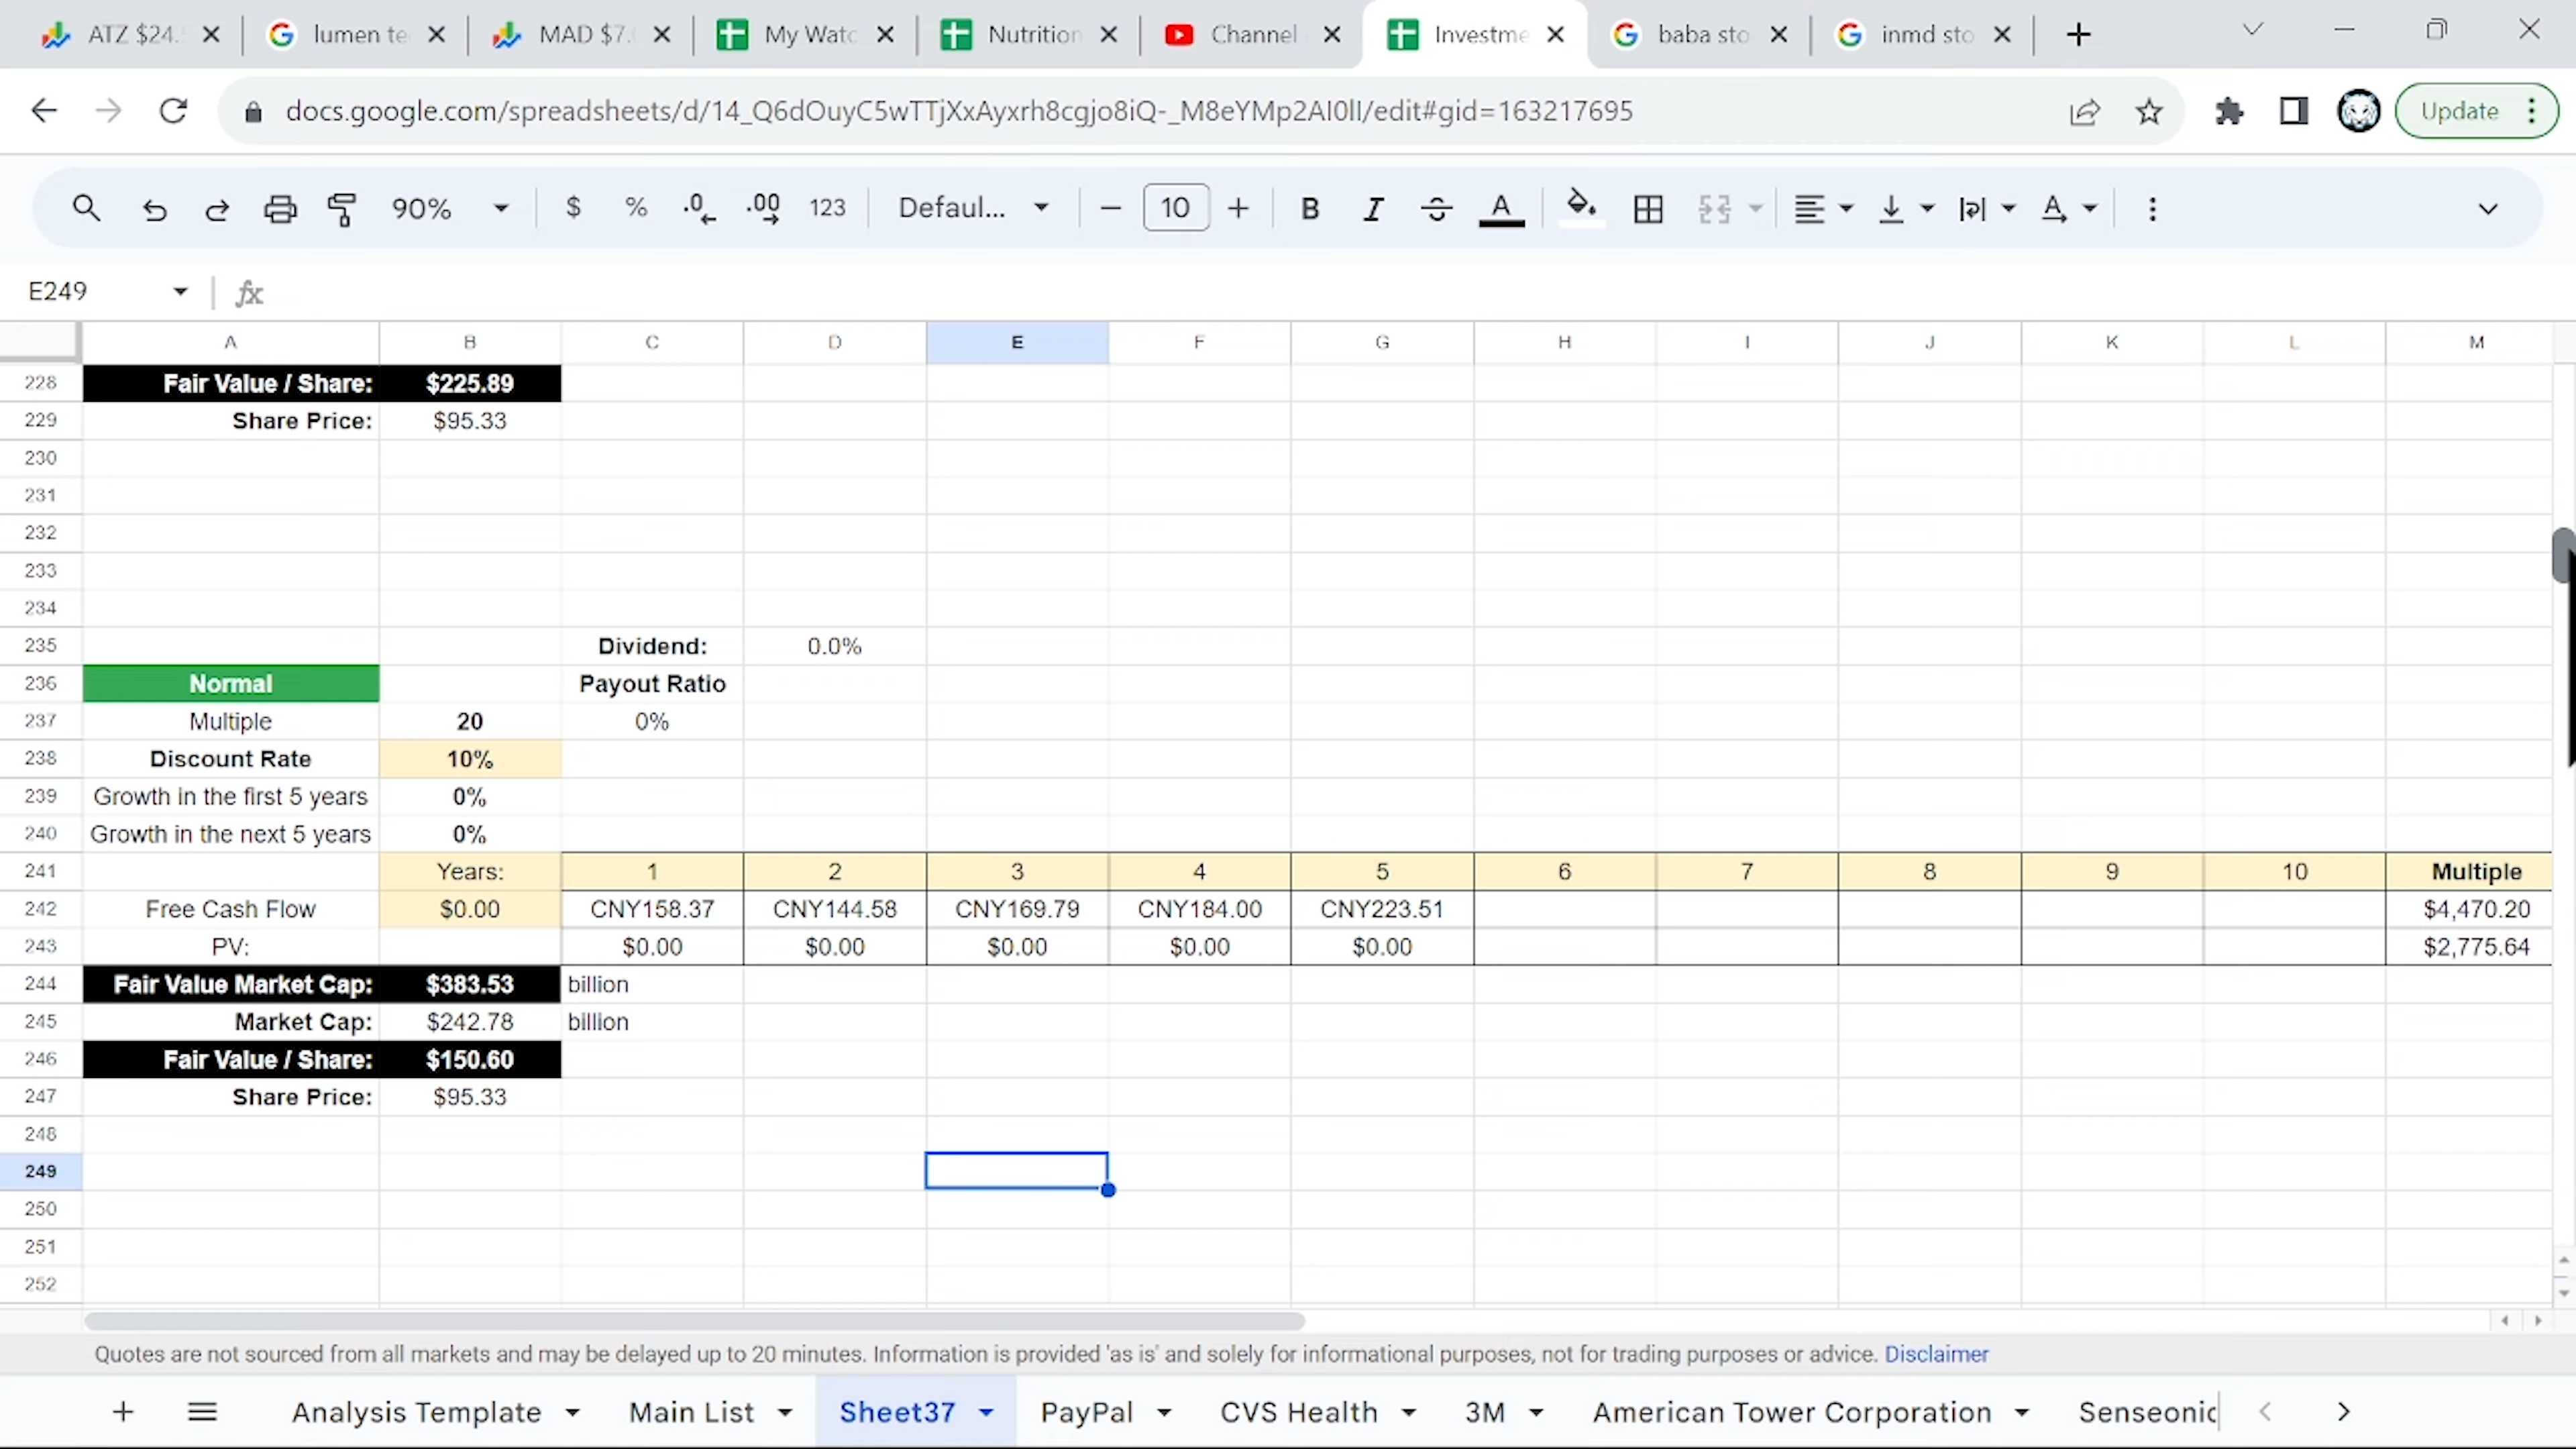 ATZ $24.
lumen te
MAD $7.
My Watc
Nutrition
Channel
Investme
baba sto
inmd sto
docs.google.com/spreadsheets/d/14_Q6dOuyC5wTTjXxAyxrh8cgjo8iQ-_M8eYMp2AI0lI/edit#gid=163217695
Update
90% $ % .0 .00 123 Defaul... − 10 + B I S A
E249 fx
A B C D E F G H I J K L M
228 Fair Value / Share: $225.89
229 Share Price: $95.33
230
231
232
233
234
235 Dividend: 0.0%
236 Normal Payout Ratio
237 Multiple 20 0%
238 Discount Rate 10%
239 Growth in the first 5 years 0%
240 Growth in the next 5 years 0%
241 Years: 1 2 3 4 5 6 7 8 9 10 Multiple
242 Free Cash Flow $0.00 CNY158.37 CNY144.58 CNY169.79 CNY184.00 CNY223.51 $4,470.20
243 PV: $0.00 $0.00 $0.00 $0.00 $0.00 $2,775.64
244 Fair Value Market Cap: $383.53 billion
245 Market Cap: $242.78 billion
246 Fair Value / Share: $150.60
247 Share Price: $95.33
248
249
250
251
252
Quotes are not sourced from all markets and may be delayed up to 20 minutes. Information is provided 'as is' and solely for informational purposes, not for trading purposes or advice. Disclaimer
Analysis Template Main List Sheet37 PayPal CVS Health 3M American Tower Corporation Senseonic